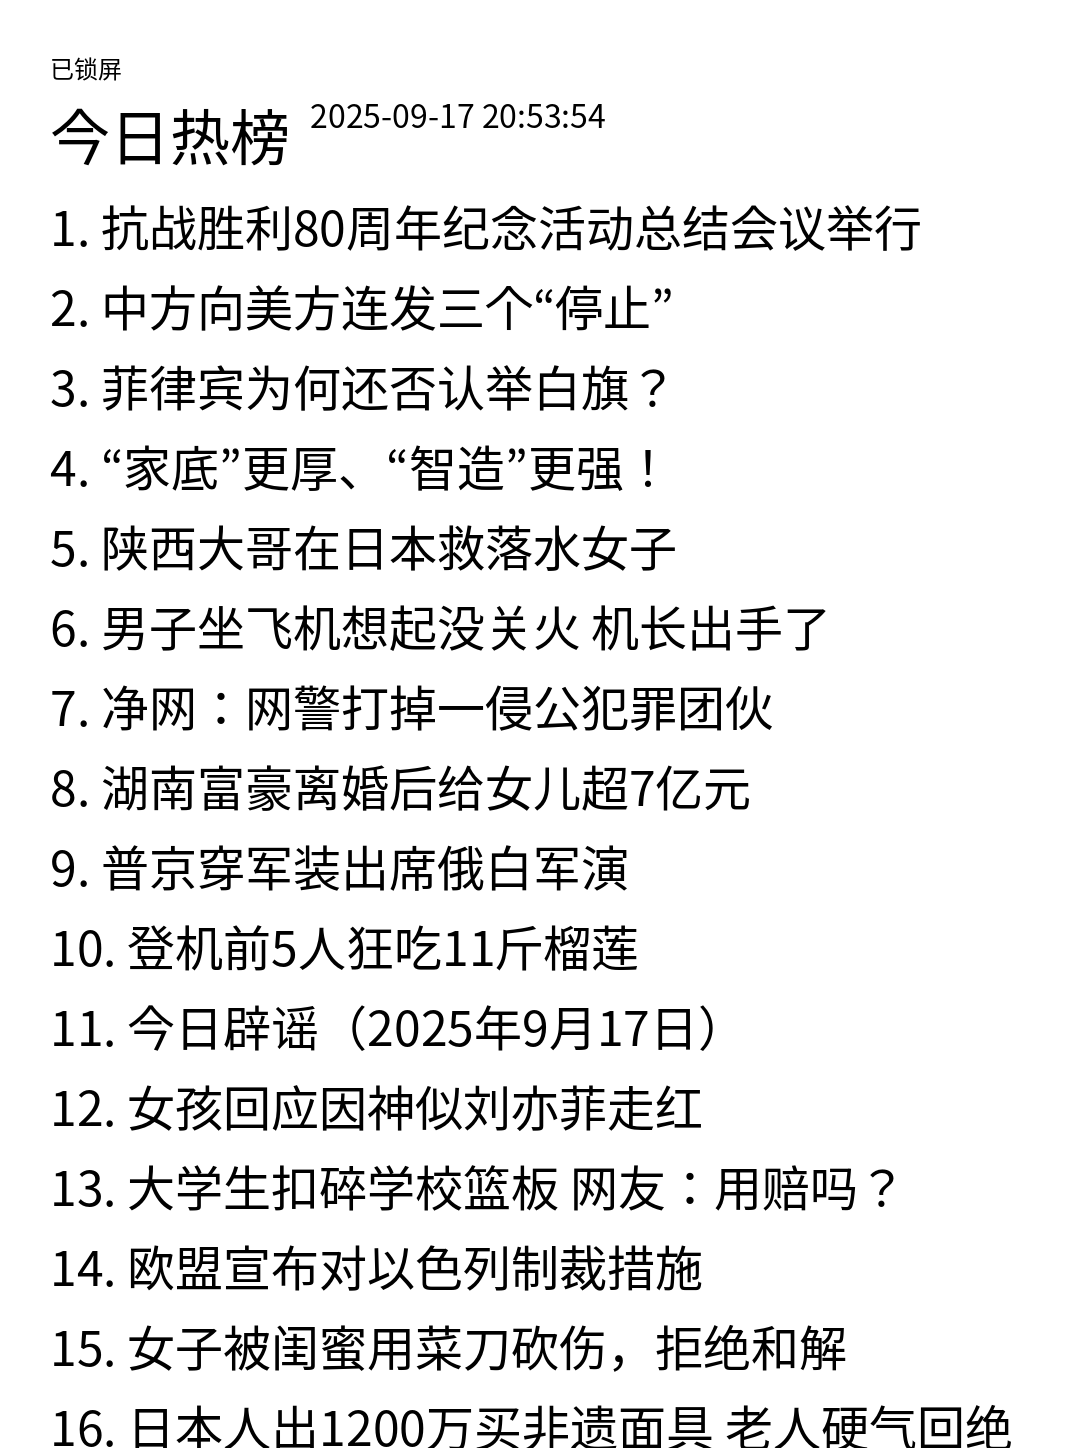 已锁屏
今日热榜 2025-09-17 20:53:54
1. 抗战胜利80周年纪念活动总结会议举行
2. 中方向美方连发三个“停止”
3. 菲律宾为何还否认举白旗？
4. “家底”更厚、“智造”更强！
5. 陕西大哥在日本救落水女子
6. 男子坐飞机想起没关火 机长出手了
7. 净网：网警打掉一侵公犯罪团伙
8. 湖南富豪离婚后给女儿超7亿元
9. 普京穿军装出席俄白军演
10. 登机前5人狂吃11斤榴莲
11. 今日辟谣（2025年9月17日）
12. 女孩回应因神似刘亦菲走红
13. 大学生扣碎学校篮板 网友：用赔吗？
14. 欧盟宣布对以色列制裁措施
15. 女子被闺蜜用菜刀砍伤，拒绝和解
16. 日本人出1200万买非遗面具 老人硬气回绝